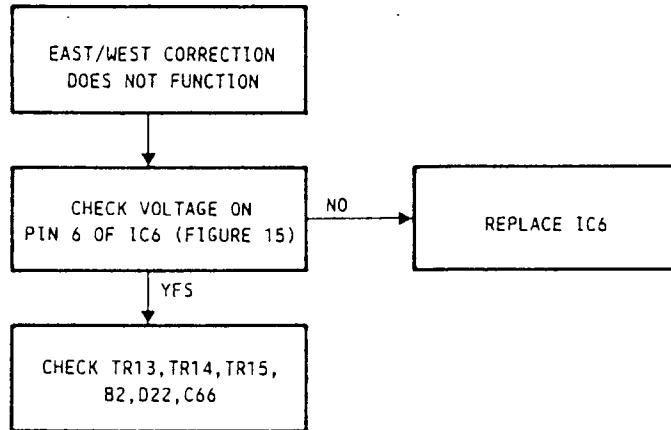 EAST/WEST CORRECTION
DOES NOT FUNCTION
CHECK VOLTAGE ON
PIN 6 OF IC6 (FIGURE 15)
NO
REPLACE IC6
YES
CHECK TR13,TR14,TR15,
B2,D22,C66